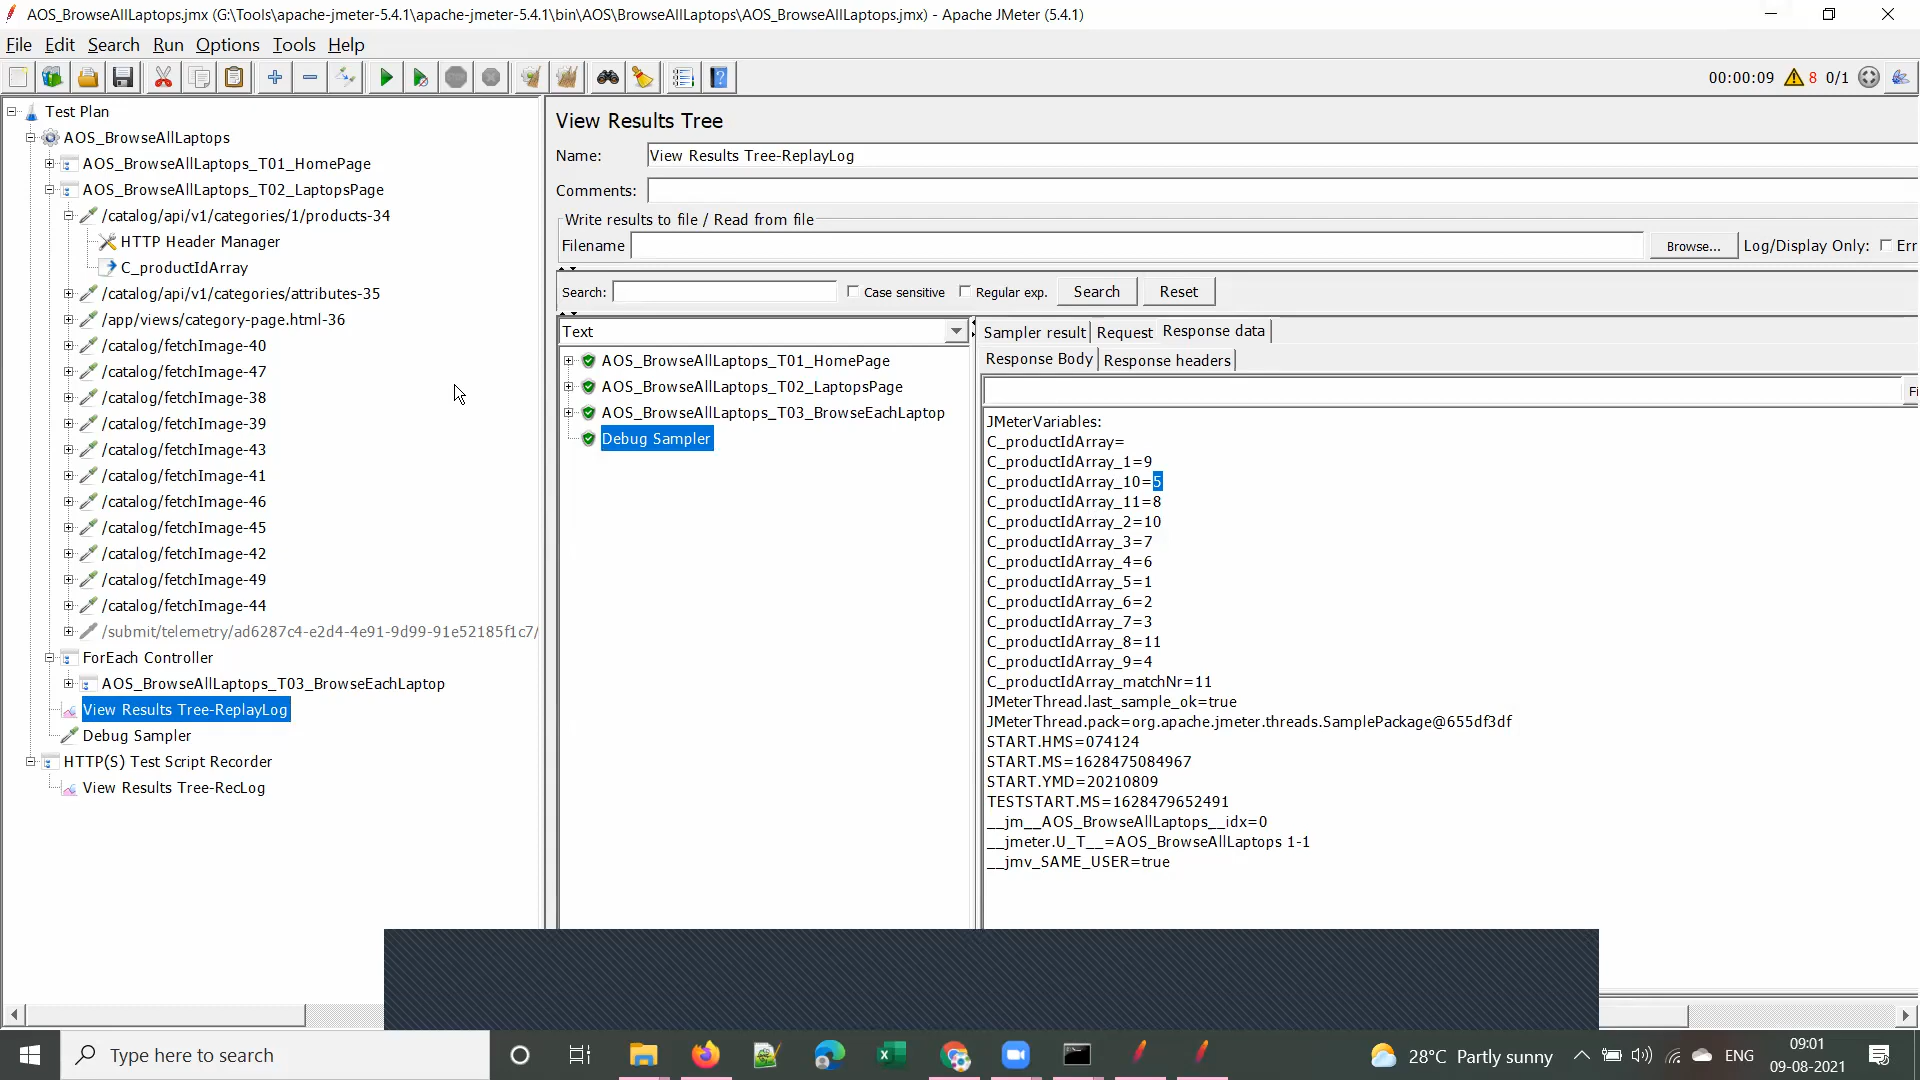 AOS_BrowseAllLaptops.jmx (G:\Tools\apache-jmeter-5.4.1\apache-jmeter-5.4.1\bin\AOS\BrowseAllLaptops\AOS_BrowseAllLaptops.jmx) - Apache JMeter (5.4.1)
File Edit Search Run Options Tools Help
00:00:09 8 0/1
Test Plan
AOS_BrowseAllLaptops
AOS_BrowseAllLaptops_T01_HomePage
AOS_BrowseAllLaptops_T02_LaptopsPage
/catalog/api/v1/categories/1/products-34
HTTP Header Manager
C_productIdArray
/catalog/api/v1/categories/attributes-35
/app/views/category-page.html-36
/catalog/fetchImage-40
/catalog/fetchImage-47
/catalog/fetchImage-38
/catalog/fetchImage-39
/catalog/fetchImage-43
/catalog/fetchImage-41
/catalog/fetchImage-46
/catalog/fetchImage-45
/catalog/fetchImage-42
/catalog/fetchImage-49
/catalog/fetchImage-44
/submit/telemetry/ad6287c4-e2d4-4e91-9d99-91e52185f1c7/
ForEach Controller
AOS_BrowseAllLaptops_T03_BrowseEachLaptop
View Results Tree-ReplayLog
Debug Sampler
HTTP(S) Test Script Recorder
View Results Tree-RecLog
View Results Tree
Name: View Results Tree-ReplayLog
Comments:
Write results to file / Read from file
Filename Browse... Log/Display Only: Err
Search: Case sensitive Regular exp. Search Reset
Text
AOS_BrowseAllLaptops_T01_HomePage
AOS_BrowseAllLaptops_T02_LaptopsPage
AOS_BrowseAllLaptops_T03_BrowseEachLaptop
Debug Sampler
Sampler result Request Response data
Response Body Response headers
Fi
JMeterVariables:
C_productIdArray=
C_productIdArray_1=9
C_productIdArray_10=5
C_productIdArray_11=8
C_productIdArray_2=10
C_productIdArray_3=7
C_productIdArray_4=6
C_productIdArray_5=1
C_productIdArray_6=2
C_productIdArray_7=3
C_productIdArray_8=11
C_productIdArray_9=4
C_productIdArray_matchNr=11
JMeterThread.last_sample_ok=true
JMeterThread.pack=org.apache.jmeter.threads.SamplePackage@655df3df
START.HMS=074124
START.MS=1628475084967
START.YMD=20210809
TESTSTART.MS=1628479652491
__jm__AOS_BrowseAllLaptops__idx=0
__jmeter.U_T__=AOS_BrowseAllLaptops 1-1
__jmv_SAME_USER=true
Type here to search
28°C Partly sunny
ENG
09:01
09-08-2021